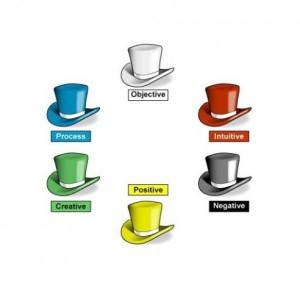 Objective
Process
Intuitive
Creative
Positive
Negative